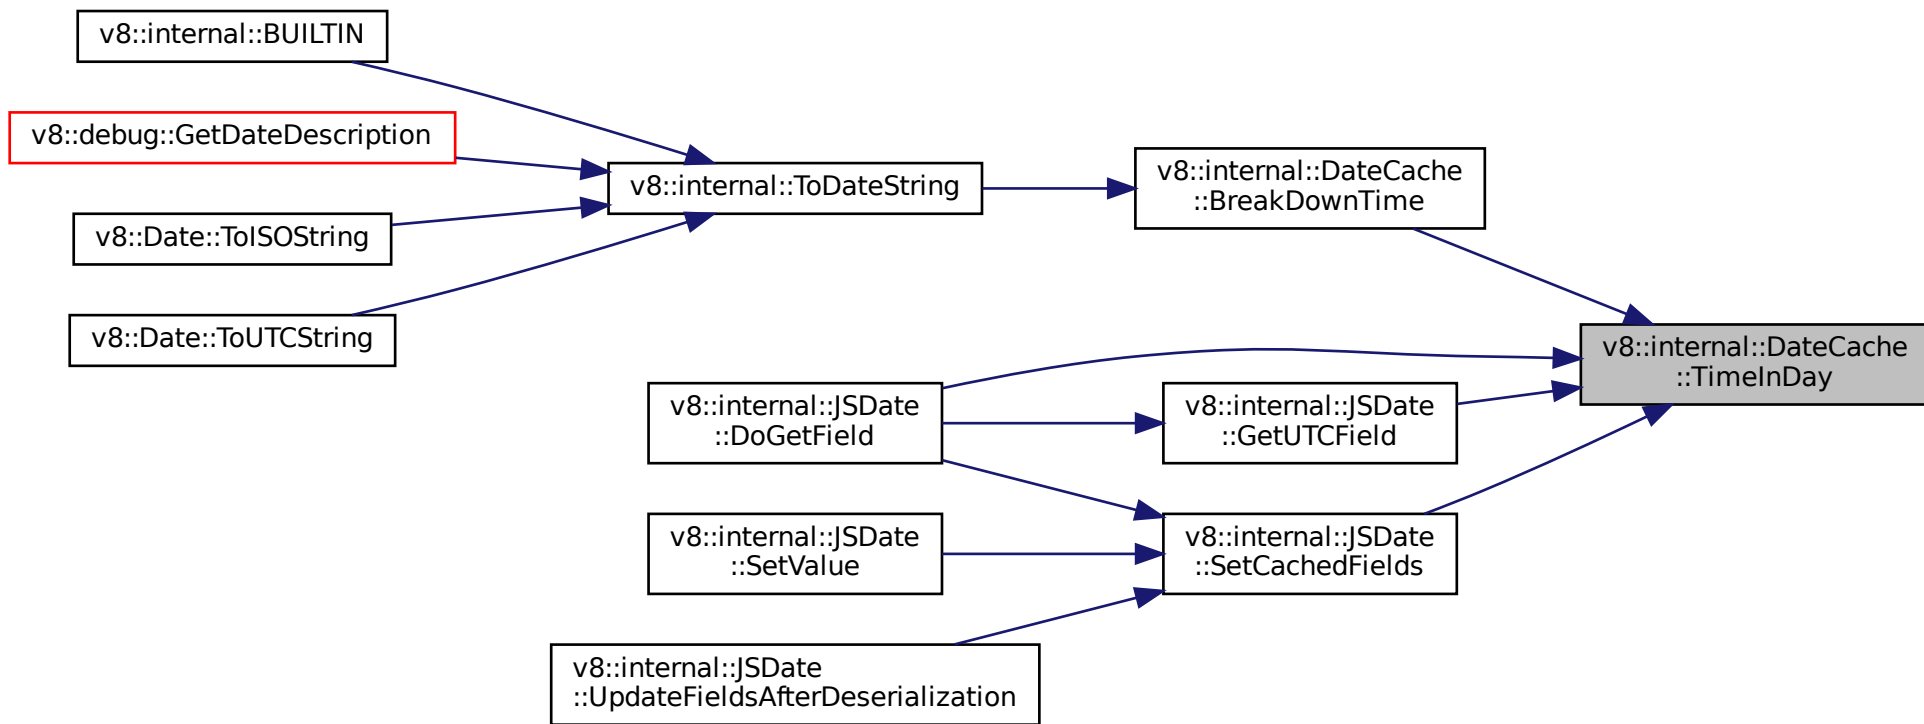 v8::internal::BUILTIN
v8::debug::GetDateDescription
v8::Date::ToISOString
v8::Date::ToUTCString
v8::internal::ToDateString
v8::internal::DateCache
::BreakDownTime
v8::internal::DateCache
::TimeInDay
v8::internal::JSDate
::DoGetField
v8::internal::JSDate
::GetUTCField
v8::internal::JSDate
::SetValue
v8::internal::JSDate
::SetCachedFields
v8::internal::JSDate
::UpdateFieldsAfterDeserialization